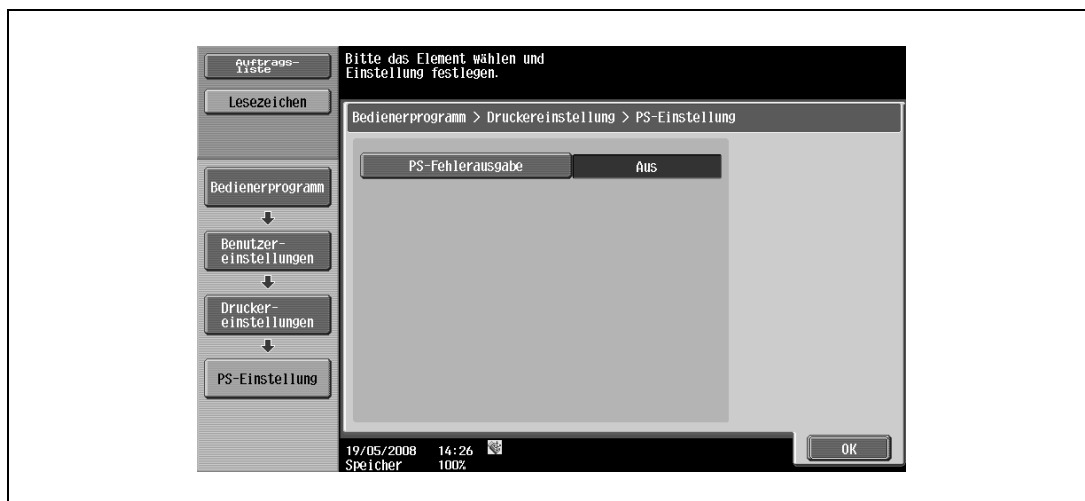 Auftrags-
liste
Lesezeichen
Bedienerprogramm
Benutzer-
einstellungen
Drucker-
einstellungen
PS-Einstellung
Bitte das Element wählen und
Einstellung festlegen.
Bedienerprogramm > Druckereinstellung > PS-Einstellung
PS-Fehlerausgabe Aus
19/05/2008 14:26
Speicher 100%
OK